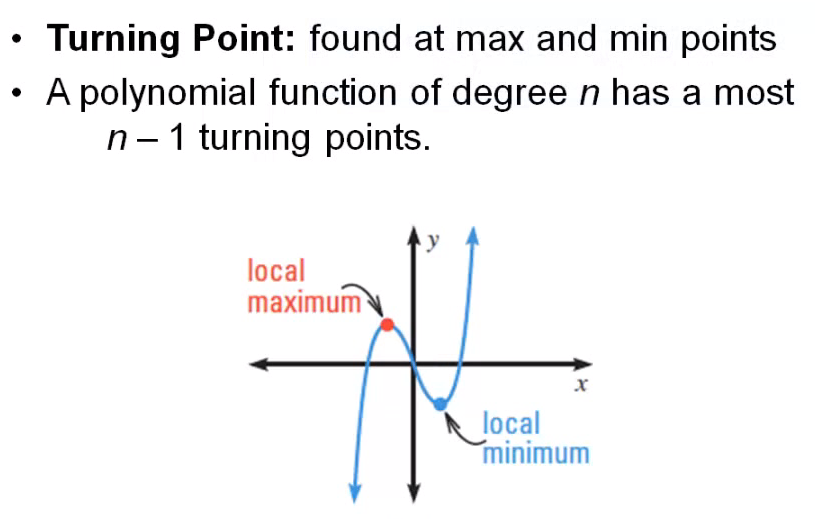 • Turning Point: found at max and min points
• A polynomial function of degree n has a most
n – 1 turning points.
y
local
maximum
x
local
minimum